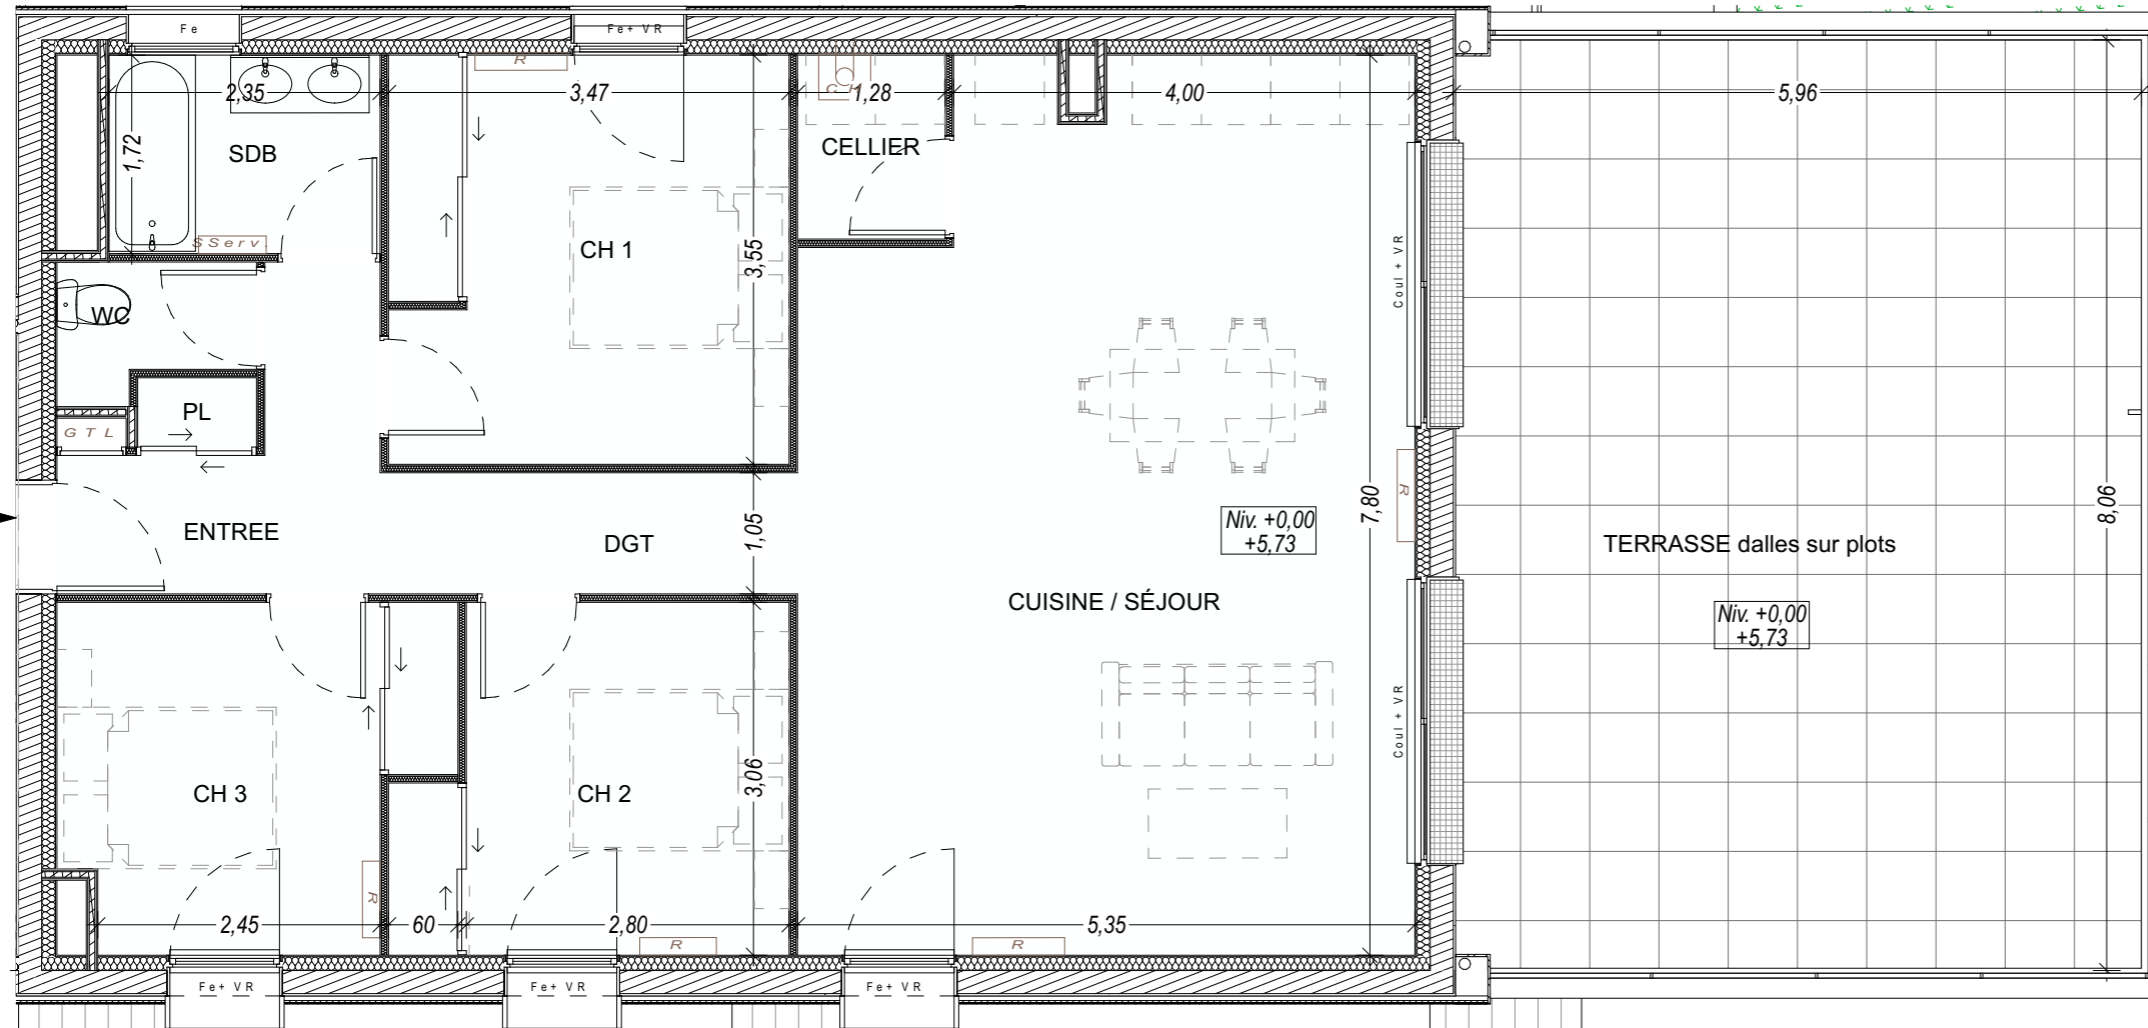 Fe
Fe+ VR
R
2,35
3,47
1,28
4,00
5,96
1,72
SDB
CELLIER
SServ.
CH 1
3,55
Coul + VR
WC
PL
G T L
R
ENTREE
DGT
1,05
Niv. +0,00
+5,73
7,80
8,06
TERRASSE dalles sur plots
CUISINE / SÉJOUR
Niv. +0,00
+5,73
Coul + VR
CH 3
CH 2
3,06
R
2,45
60
2,80
5,35
R
R
Fe+ VR
Fe+ VR
Fe+ VR